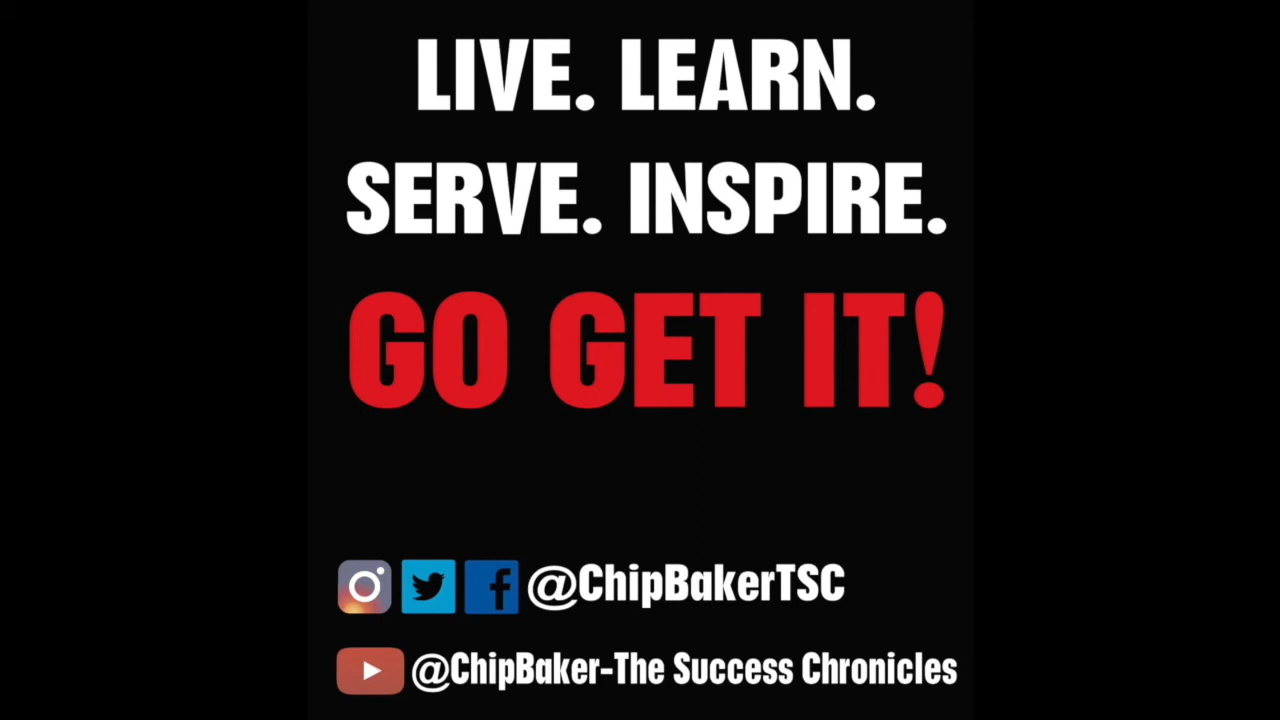 LIVE. LEARN.
SERVE. INSPIRE.
GO GET IT!
@ChipBakerTSC
@ChipBaker-The Success Chronicles